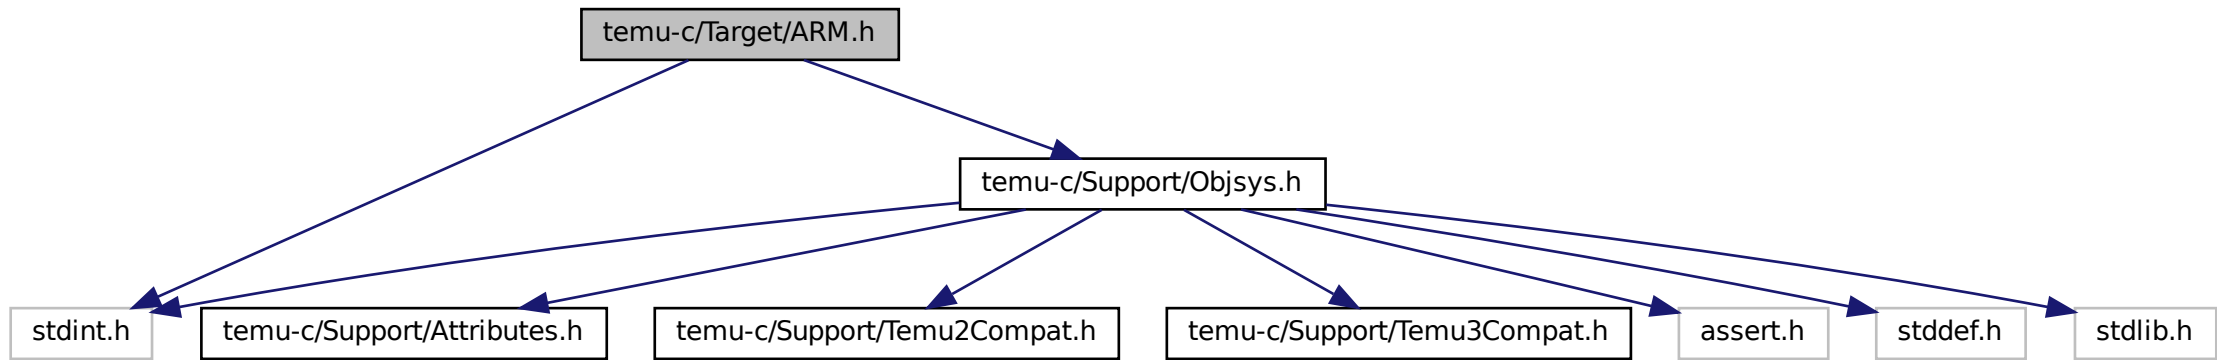 temu-c/Target/ARM.h
temu-c/Support/Objsys.h
stdint.h
temu-c/Support/Attributes.h
temu-c/Support/Temu2Compat.h
temu-c/Support/Temu3Compat.h
assert.h
stddef.h
stdlib.h